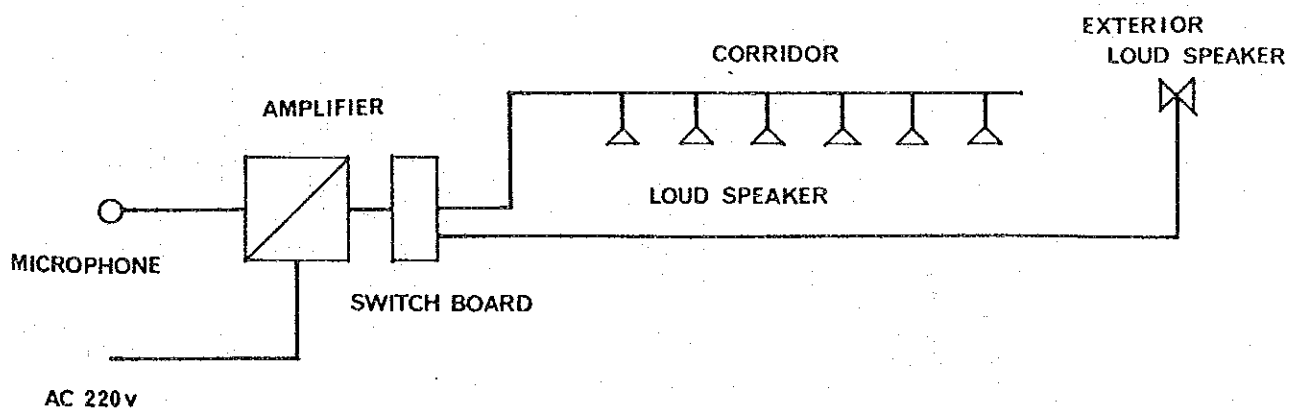 EXTERIOR
LOUD SPEAKER
CORRIDOR
AMPLIFIER
LOUD SPEAKER
MICROPHONE
SWITCH BOARD
AC 220v